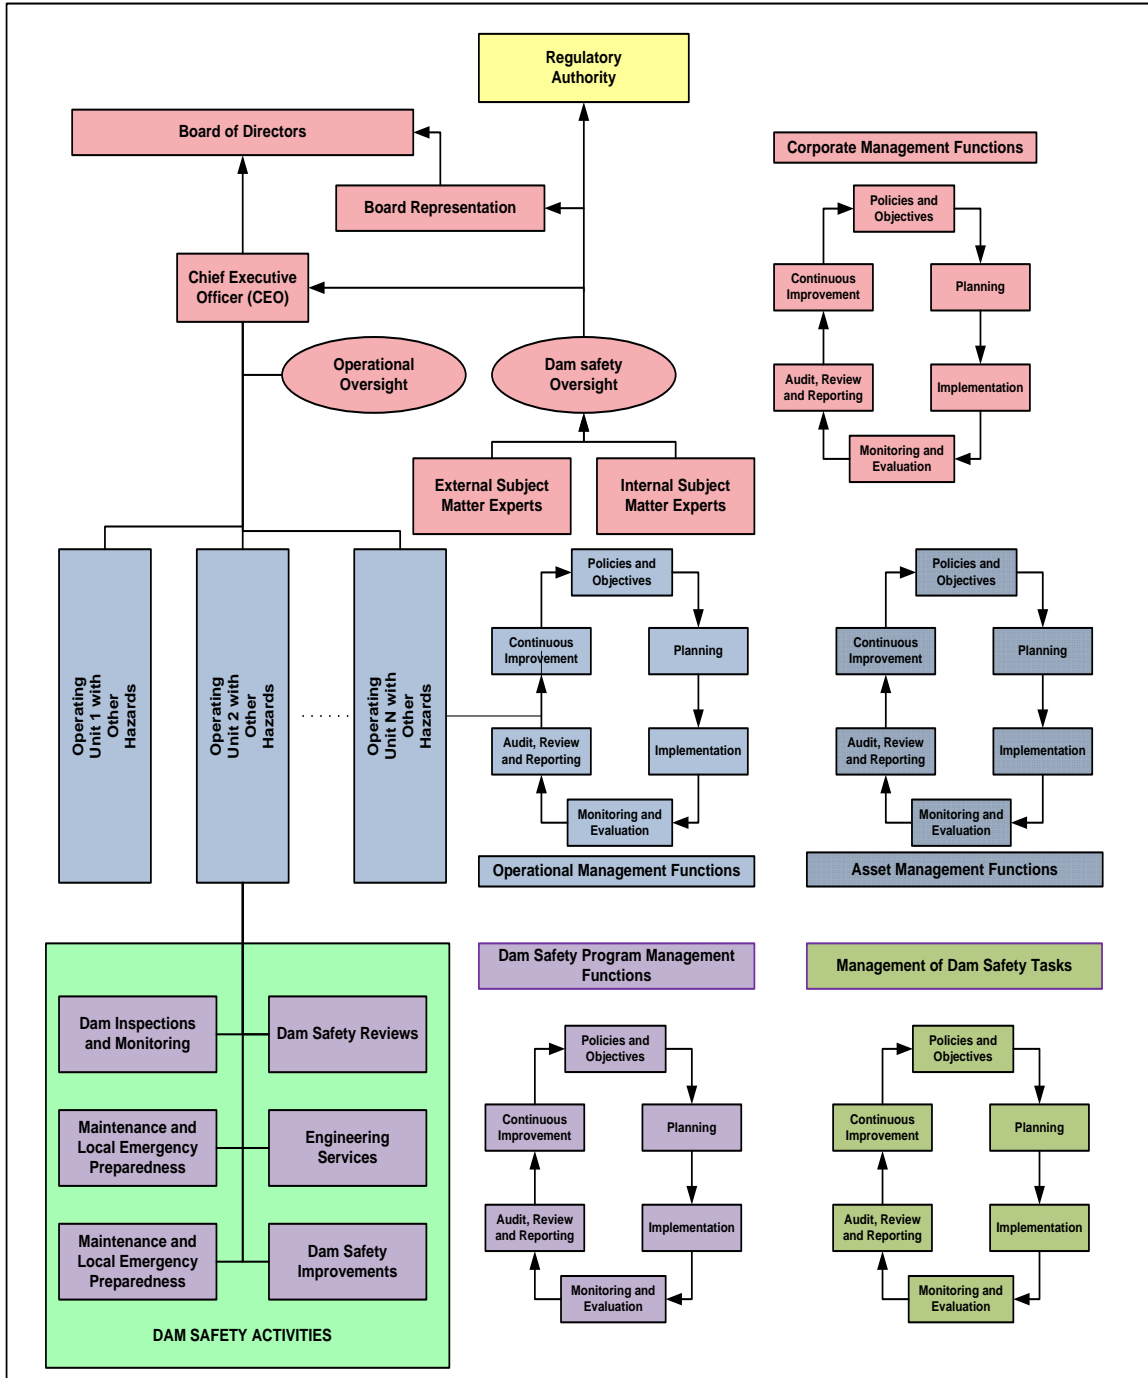 Regulatory
Authority
Board of Directors
Board Representation
Chief Executive
Officer (CEO)
Operational
Oversight
Dam safety
Oversight
External Subject
Matter Experts
Internal Subject
Matter Experts
Corporate Management Functions
Policies and
Objectives
Continuous
Improvement
Planning
Audit, Review
and Reporting
Implementation
Monitoring and
Evaluation
Operating
Unit 1 with
Other
Hazards
Operating
Unit 2 with
Other
Hazards
Operating
Unit N with
Other
Hazards
Policies and
Objectives
Continuous
Improvement
Planning
Audit, Review
and Reporting
Implementation
Monitoring and
Evaluation
Operational Management Functions
Policies and
Objectives
Continuous
Improvement
Planning
Audit, Review
and Reporting
Implementation
Monitoring and
Evaluation
Asset Management Functions
Dam Inspections
and Monitoring
Dam Safety Reviews
Maintenance and
Local Emergency
Preparedness
Engineering
Services
Maintenance and
Local Emergency
Preparedness
Dam Safety
Improvements
DAM SAFETY ACTIVITIES
Dam Safety Program Management
Functions
Policies and
Objectives
Continuous
Improvement
Planning
Audit, Review
and Reporting
Implementation
Monitoring and
Evaluation
Management of Dam Safety Tasks
Policies and
Objectives
Continuous
Improvement
Planning
Audit, Review
and Reporting
Implementation
Monitoring and
Evaluation